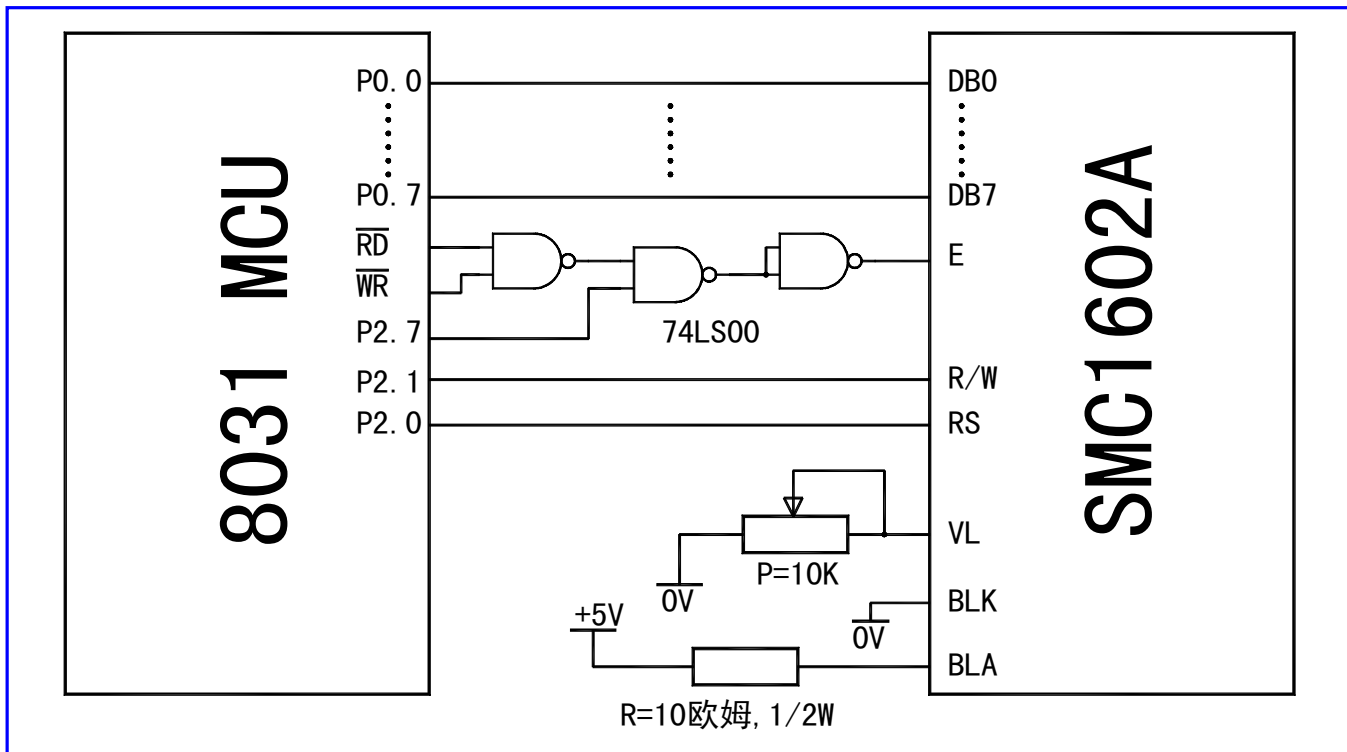 8031 MCU
P0.0
P0.7
RD
WR
P2.7
P2.1
P2.0
74LS00
SMC1602A
DB0
DB7
E
R/W
RS
VL
BLK
BLA
P=10K
0V
0V
+5V
R=10欧姆,1/2W